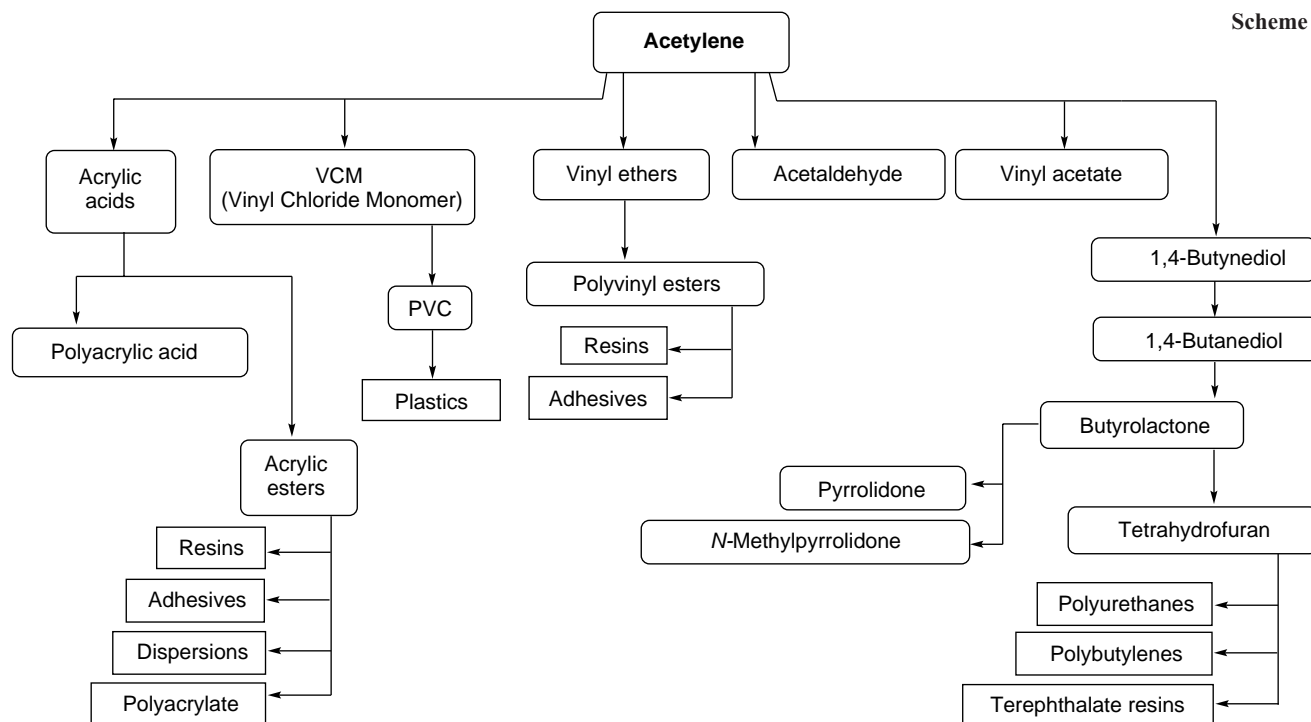 Scheme
Acetylene
Acrylic
acids
VCM
(Vinyl Chloride Monomer)
Vinyl ethers
Acetaldehyde
Vinyl acetate
1,4-Butynediol
Polyvinyl esters
PVC
Polyacrylic acid
Resins
1,4-Butanediol
Plastics
Adhesives
Butyrolactone
Acrylic
esters
Pyrrolidone
Tetrahydrofuran
N-Methylpyrrolidone
Resins
Adhesives
Polyurethanes
Dispersions
Polybutylenes
Polyacrylate
Terephthalate resins